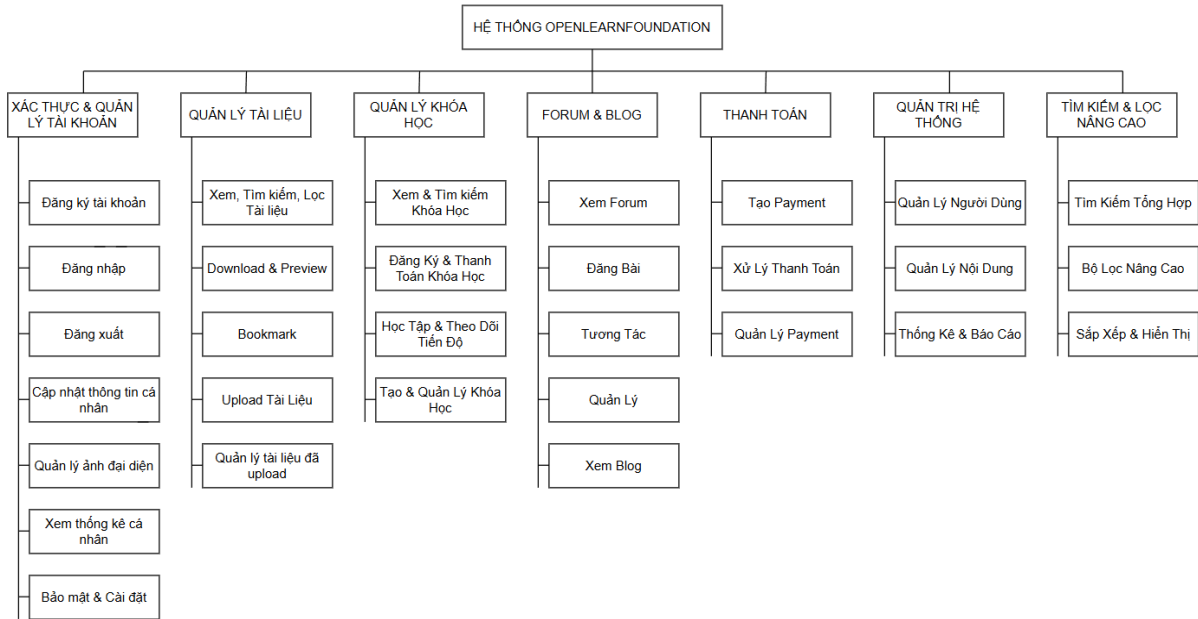 HỆ THỐNG OPENLEARNFOUNDATION
XÁC THỰC & QUẢN
LÝ TÀI KHOẢN
Đăng ký tài khoản
Đăng nhập
Đăng xuất
Cập nhật thông tin cá
nhân
Quản lý ảnh đại diện
Xem thống kê cá
nhân
Bảo mật & Cài đặt
QUẢN LÝ TÀI LIỆU
Xem, Tìm kiếm, Lọc
Tài liệu
Download & Preview
Bookmark
Upload Tài Liệu
Quản lý tài liệu đã
upload
QUẢN LÝ KHÓA
HỌC
Xem & Tìm kiếm
Khóa Học
Đăng Ký & Thanh
Toán Khóa Học
Học Tập & Theo Dõi
Tiến Độ
Tạo & Quản Lý Khóa
Học
FORUM & BLOG
Xem Forum
Đăng Bài
Tương Tác
Quản Lý
Xem Blog
THANH TOÁN
Tạo Payment
Xử Lý Thanh Toán
Quản Lý Payment
QUẢN TRỊ HỆ
THỐNG
Quản Lý Người Dùng
Quản Lý Nội Dung
Thống Kê & Báo Cáo
TÌM KIẾM & LỌC
NÂNG CAO
Tìm Kiếm Tổng Hợp
Bộ Lọc Nâng Cao
Sắp Xếp & Hiển Thị